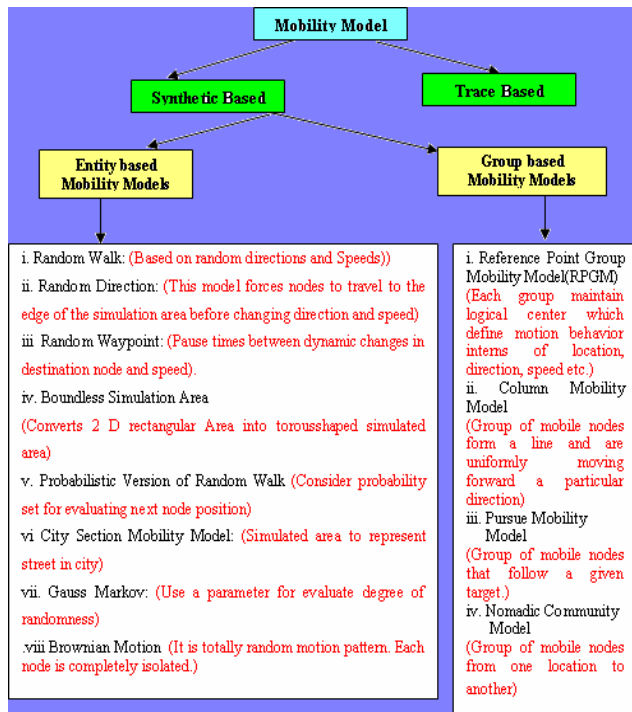 Mobility Model
Synthetic Based
Trace Based
Entity based
Mobility Models
Group based
Mobility Models
i. Random Walk: (Based on random directions and Speeds))
ii. Random Direction: (This model forces nodes to travel to the
edge of the simulation area before changing direction and speed)
iii Random Waypoint: (Pause times between dynamic changes in
destination node and speed).
iv. Boundless Simulation Area
(Converts 2 D rectangular Area into torousshaped simulated
area)
v. Probabilistic Version of Random Walk (Consider probability
set for evaluating next node position)
vi City Section Mobility Model: (Simulated area to represent
street in city)
vii. Gauss Markov: (Use a parameter for evaluate degree of
randomness)
.viii Brownian Motion (It is totally random motion pattern. Each
node is completely isolated.)
i. Reference Point Group
Mobility Model(RPGM)
(Each group maintain
logical center which
define motion behavior
interns of location,
direction, speed etc.)
ii. Column Mobility
Model
(Group of mobile nodes
form a line and are
uniformly moving
forward a particular
direction)
iii. Pursue Mobility
Model
(Group of mobile nodes
that follow a given
target.)
iv. Nomadic Community
Model
(Group of mobile nodes
from one location to
another)